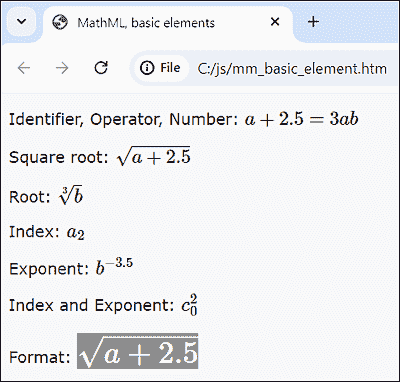 MathML, basic elements
File C:/js/mm_basic_element.htm
Identifier, Operator, Number: a + 2.5 = 3ab
Square root: √(a + 2.5)
Root: ∛b
Index: a₂
Exponent: b⁻³·⁵
Index and Exponent: c₀²
Format: √(a + 2.5)